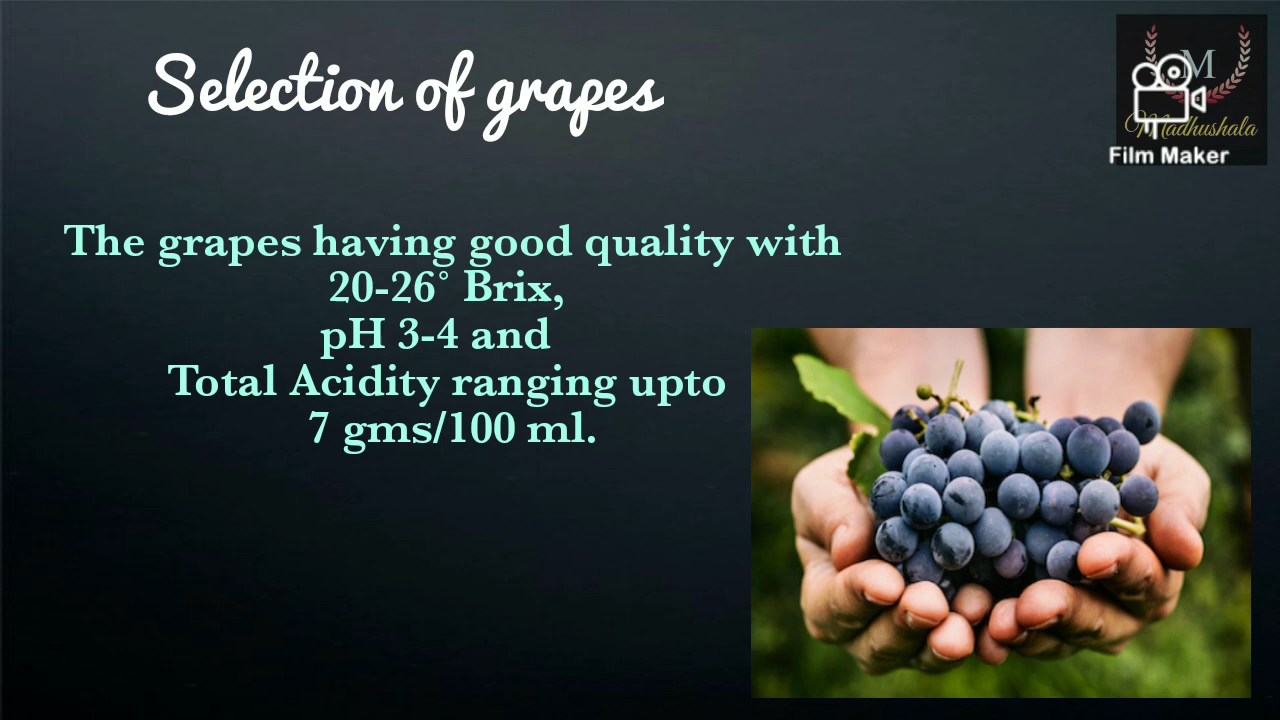 Selection of grapes
M
Madhushala
Film Maker
The grapes having good quality with
20-26° Brix,
pH 3-4 and
Total Acidity ranging upto
7 gms/100 ml.